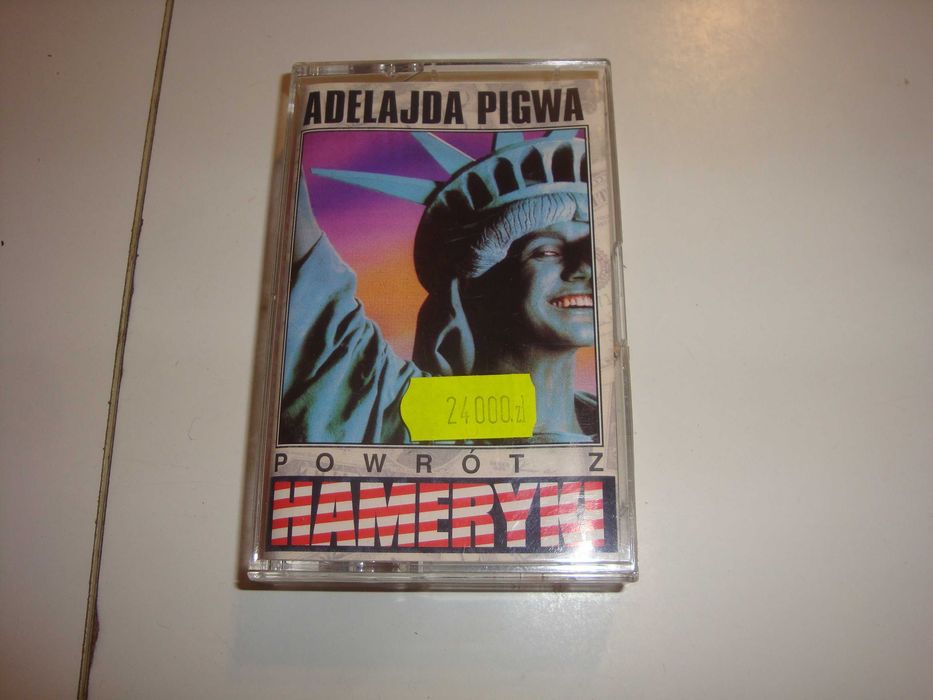 ADELAJDA PIGWA
24000.zł
POWRÓT Z
HAMERYKI